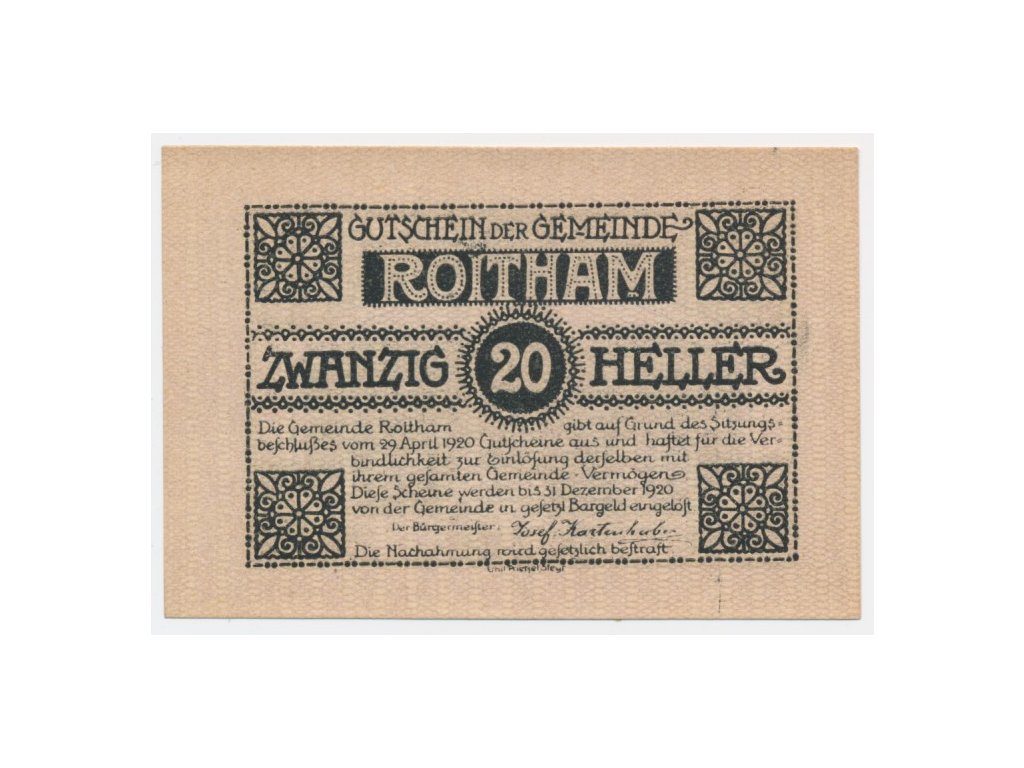 GUTSCHEIN DER GEMEINDE
ROITHAM
ZWANZIG 20 HELLER
Die Gemeinde Roitham gibt auf Grund des Sitzungs-
beschlußes vom 29. April 1920 Gutscheine aus und haftet für die Ver-
bindlichkeit zur Einlösung derselben mit
ihrem gesamten Gemeinde-Vermögen
Diese Scheine werden bis 31 Dezember 1920
von der Gemeinde in gesetzl Bargeld eingelöst
Der Bürgermeister: Josef
Die Nachahmung wird gesetzlich bestraft